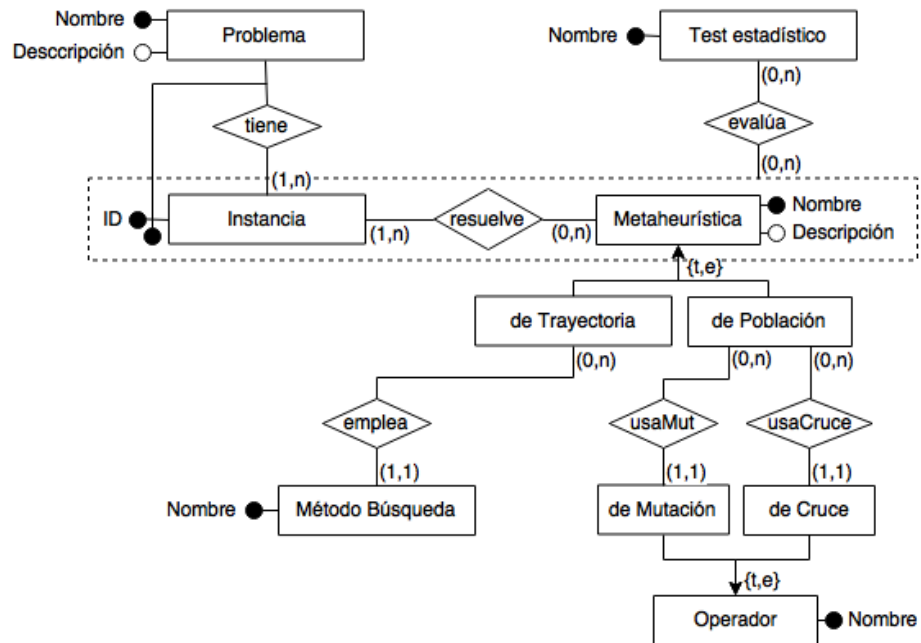 Nombre
Problema
Desccripción
Nombre
Test estadístico
(0,n)
tiene
evalúa
(1,n)
(0,n)
ID
Instancia
(1,n)
resuelve
(0,n)
Metaheurística
Nombre
Descripción
{t,e}
de Trayectoria
de Población
(0,n)
(0,n)
(0,n)
emplea
usaMut
usaCruce
(1,1)
(1,1)
(1,1)
Nombre
Método Búsqueda
de Mutación
de Cruce
{t,e}
Operador
Nombre